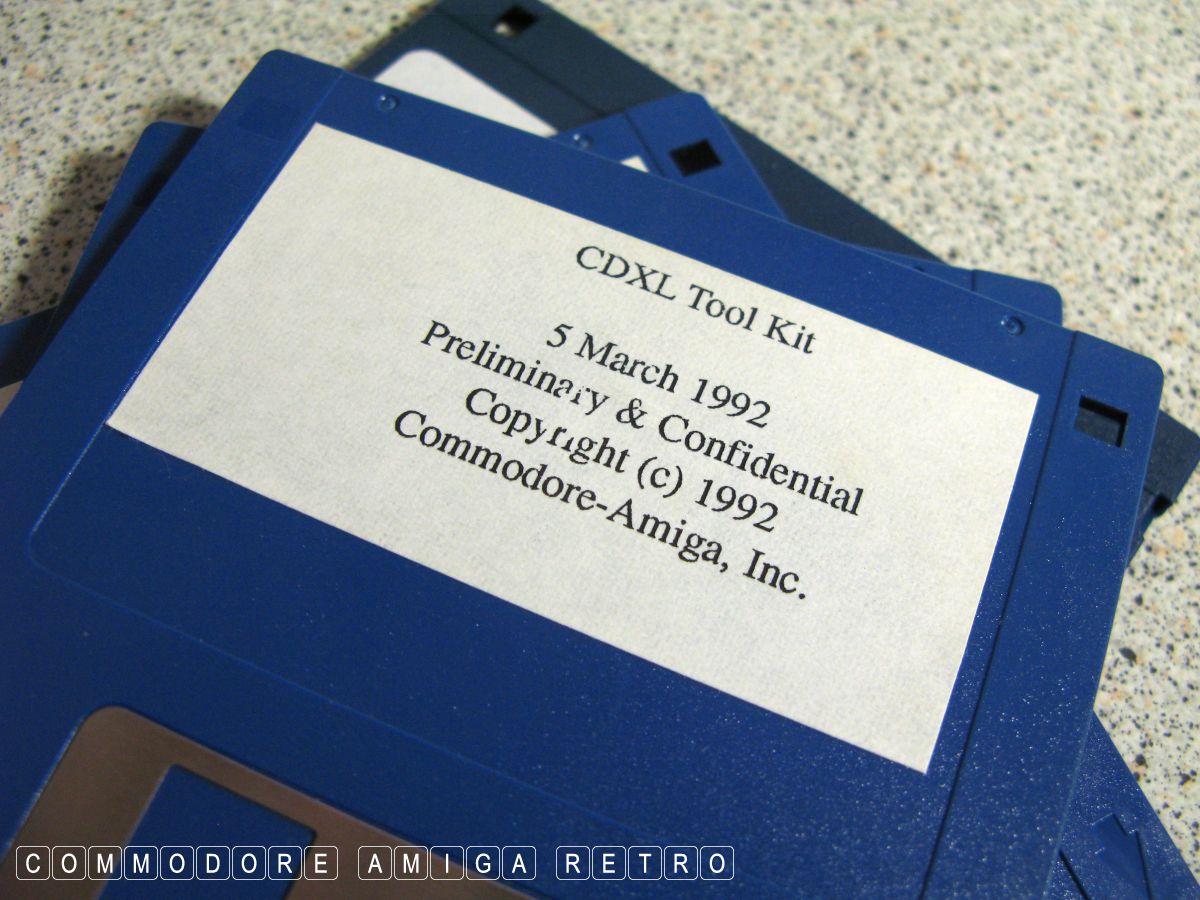 CDXL Tool Kit
5 March 1992
Preliminary & Confidential
Copyright (c) 1992
Commodore-Amiga, Inc.
COMMODORE AMIGA RETRO